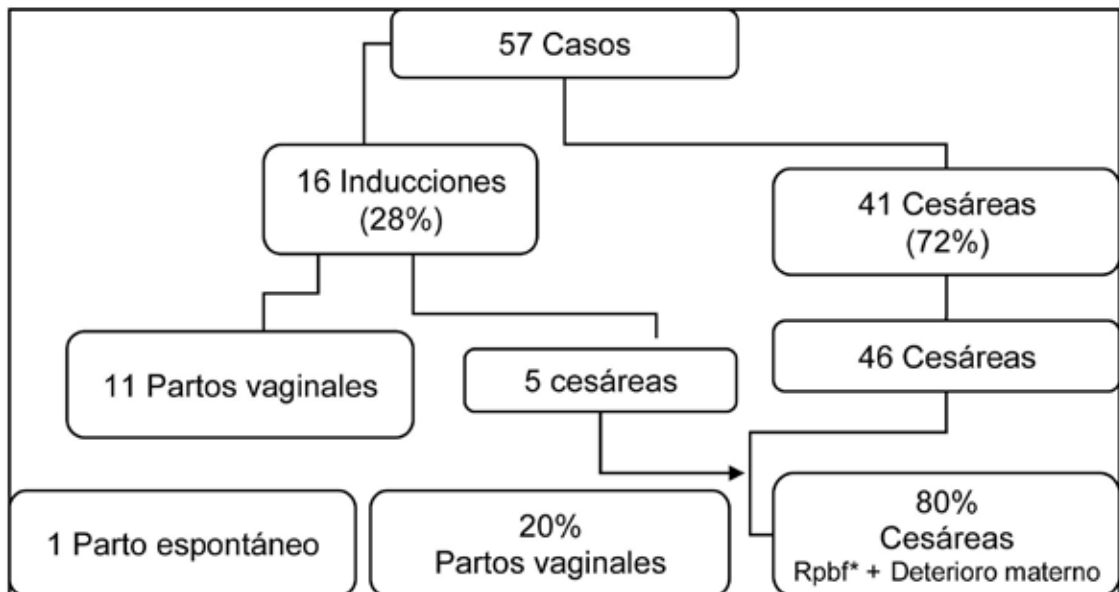 57 Casos
16 Inducciones
(28%)
41 Cesáreas
(72%)
11 Partos vaginales
5 cesáreas
46 Cesáreas
1 Parto espontáneo
20%
Partos vaginales
80%
Cesáreas
Rpbf* + Deterioro materno